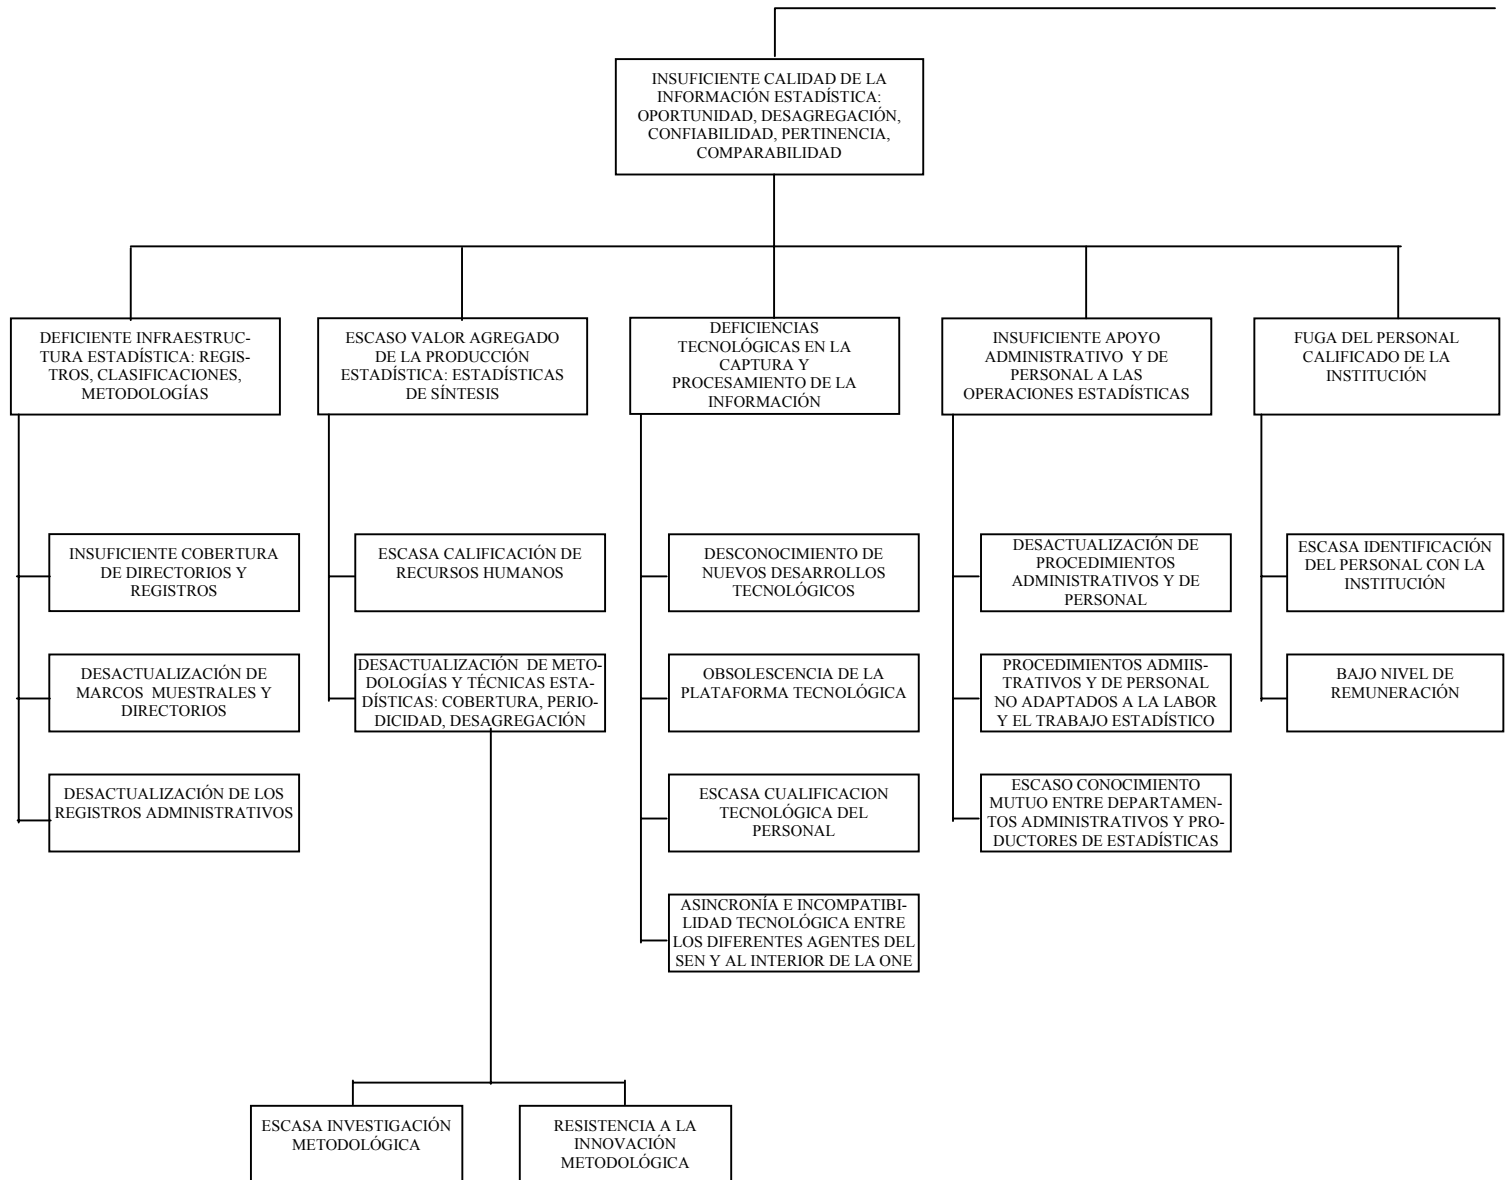 INSUFICIENTE CALIDAD DE LA
INFORMACIÓN ESTADÍSTICA:
OPORTUNIDAD, DESAGREGACIÓN,
CONFIABILIDAD, PERTINENCIA,
COMPARABILIDAD
DEFICIENTE INFRAESTRUC-
TURA ESTADÍSTICA: REGIS-
TROS, CLASIFICACIONES,
METODOLOGÍAS
ESCASO VALOR AGREGADO
DE LA PRODUCCIÓN
ESTADÍSTICA: ESTADÍSTICAS
DE SÍNTESIS
DEFICIENCIAS
TECNOLÓGICAS EN LA
CAPTURA Y
PROCESAMIENTO DE LA
INFORMACIÓN
INSUFICIENTE APOYO
ADMINISTRATIVO Y DE
PERSONAL A LAS
OPERACIONES ESTADÍSTICAS
FUGA DEL PERSONAL
CALIFICADO DE LA
INSTITUCIÓN
INSUFICIENTE COBERTURA
DE DIRECTORIOS Y
REGISTROS
ESCASA CALIFICACIÓN DE
RECURSOS HUMANOS
DESCONOCIMIENTO DE
NUEVOS DESARROLLOS
TECNOLÓGICOS
DESACTUALIZACIÓN DE
PROCEDIMIENTOS
ADMINISTRATIVOS Y DE
PERSONAL
ESCASA IDENTIFICACIÓN
DEL PERSONAL CON LA
INSTITUCIÓN
DESACTUALIZACIÓN DE
MARCOS MUESTRALES Y
DIRECTORIOS
DESACTUALIZACIÓN DE METO-
DOLOGÍAS Y TÉCNICAS ESTA-
DÍSTICAS: COBERTURA, PERIO-
DICIDAD, DESAGREGACIÓN
OBSOLESCENCIA DE LA
PLATAFORMA TECNOLÓGICA
PROCEDIMIENTOS ADMIIS-
TRATIVOS Y DE PERSONAL
NO ADAPTADOS A LA LABOR
Y EL TRABAJO ESTADÍSTICO
BAJO NIVEL DE
REMUNERACIÓN
DESACTUALIZACIÓN DE LOS
REGISTROS ADMINISTRATIVOS
ESCASA CUALIFICACION
TECNOLÓGICA DEL
PERSONAL
ESCASO CONOCIMIENTO
MUTUO ENTRE DEPARTAMEN-
TOS ADMINISTRATIVOS Y PRO-
DUCTORES DE ESTADÍSTICAS
ASINCRONÍA E INCOMPATIBI-
LIDAD TECNOLÓGICA ENTRE
LOS DIFERENTES AGENTES DEL
SEN Y AL INTERIOR DE LA ONE
ESCASA INVESTIGACIÓN
METODOLÓGICA
RESISTENCIA A LA
INNOVACIÓN
METODOLÓGICA